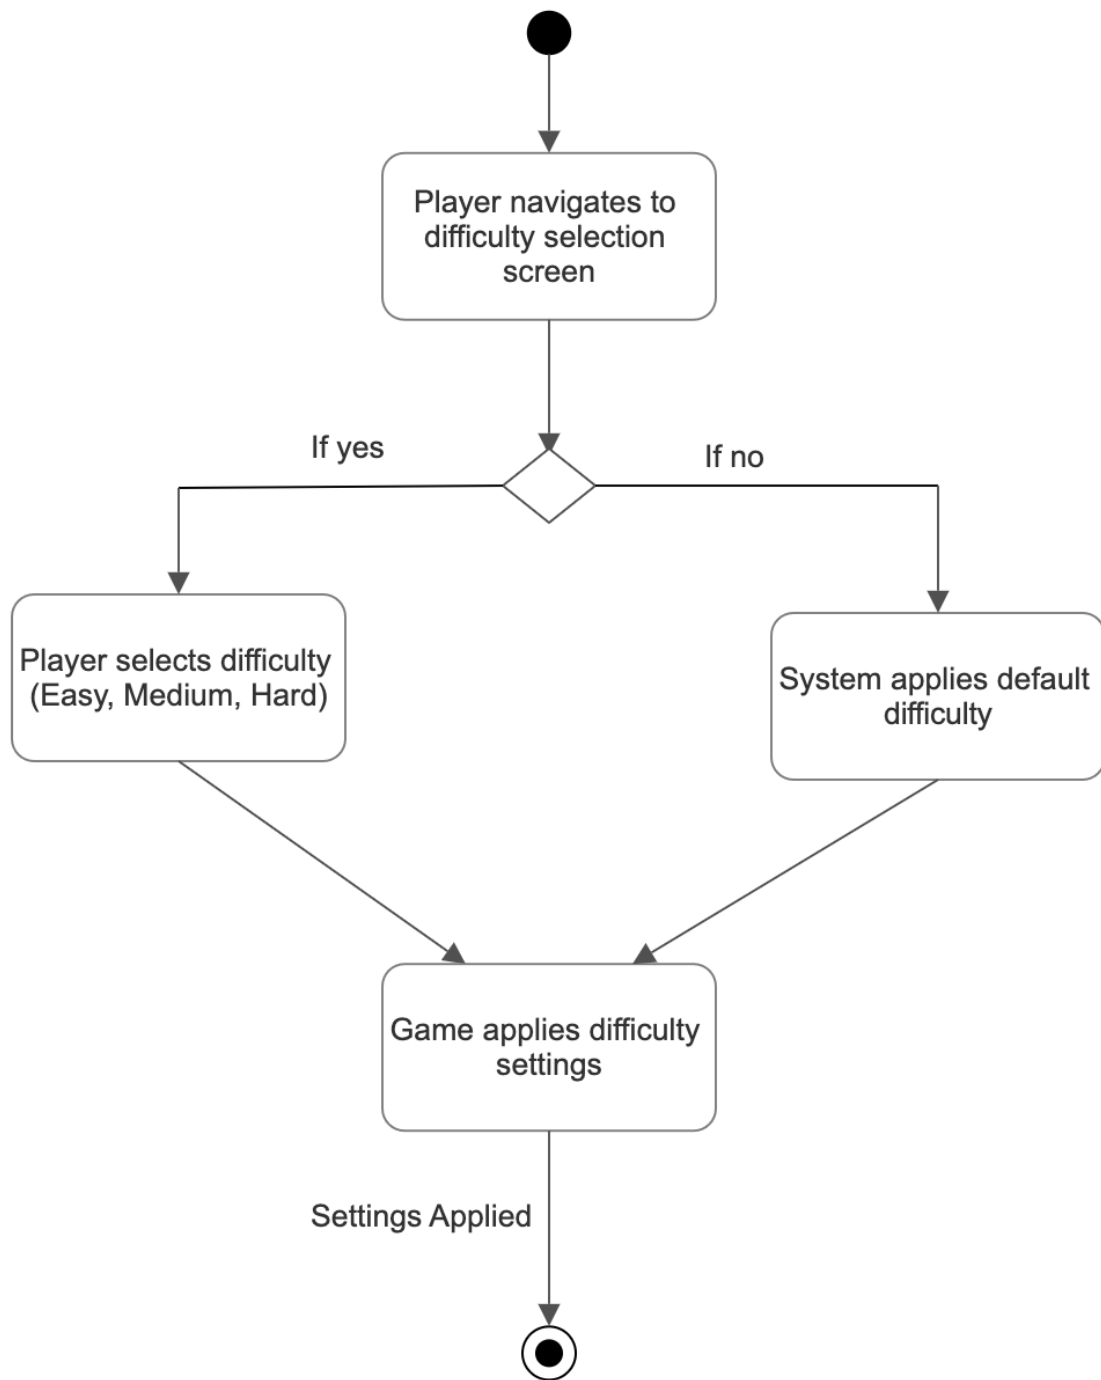 Player navigates to
difficulty selection
screen
If yes
If no
Player selects difficulty
(Easy, Medium, Hard)
System applies default
difficulty
Game applies difficulty
settings
Settings Applied